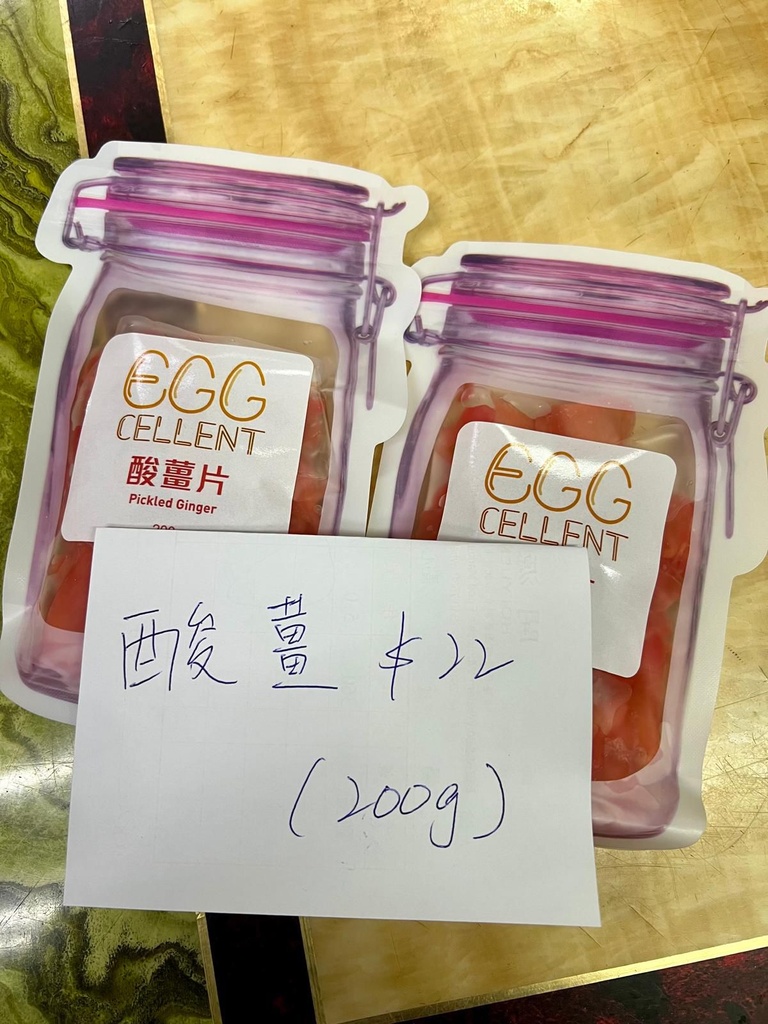 EGG
CELLENT
酸薑片
Pickled Ginger
EGG
CELLENT
酸薑 $22
(200g)